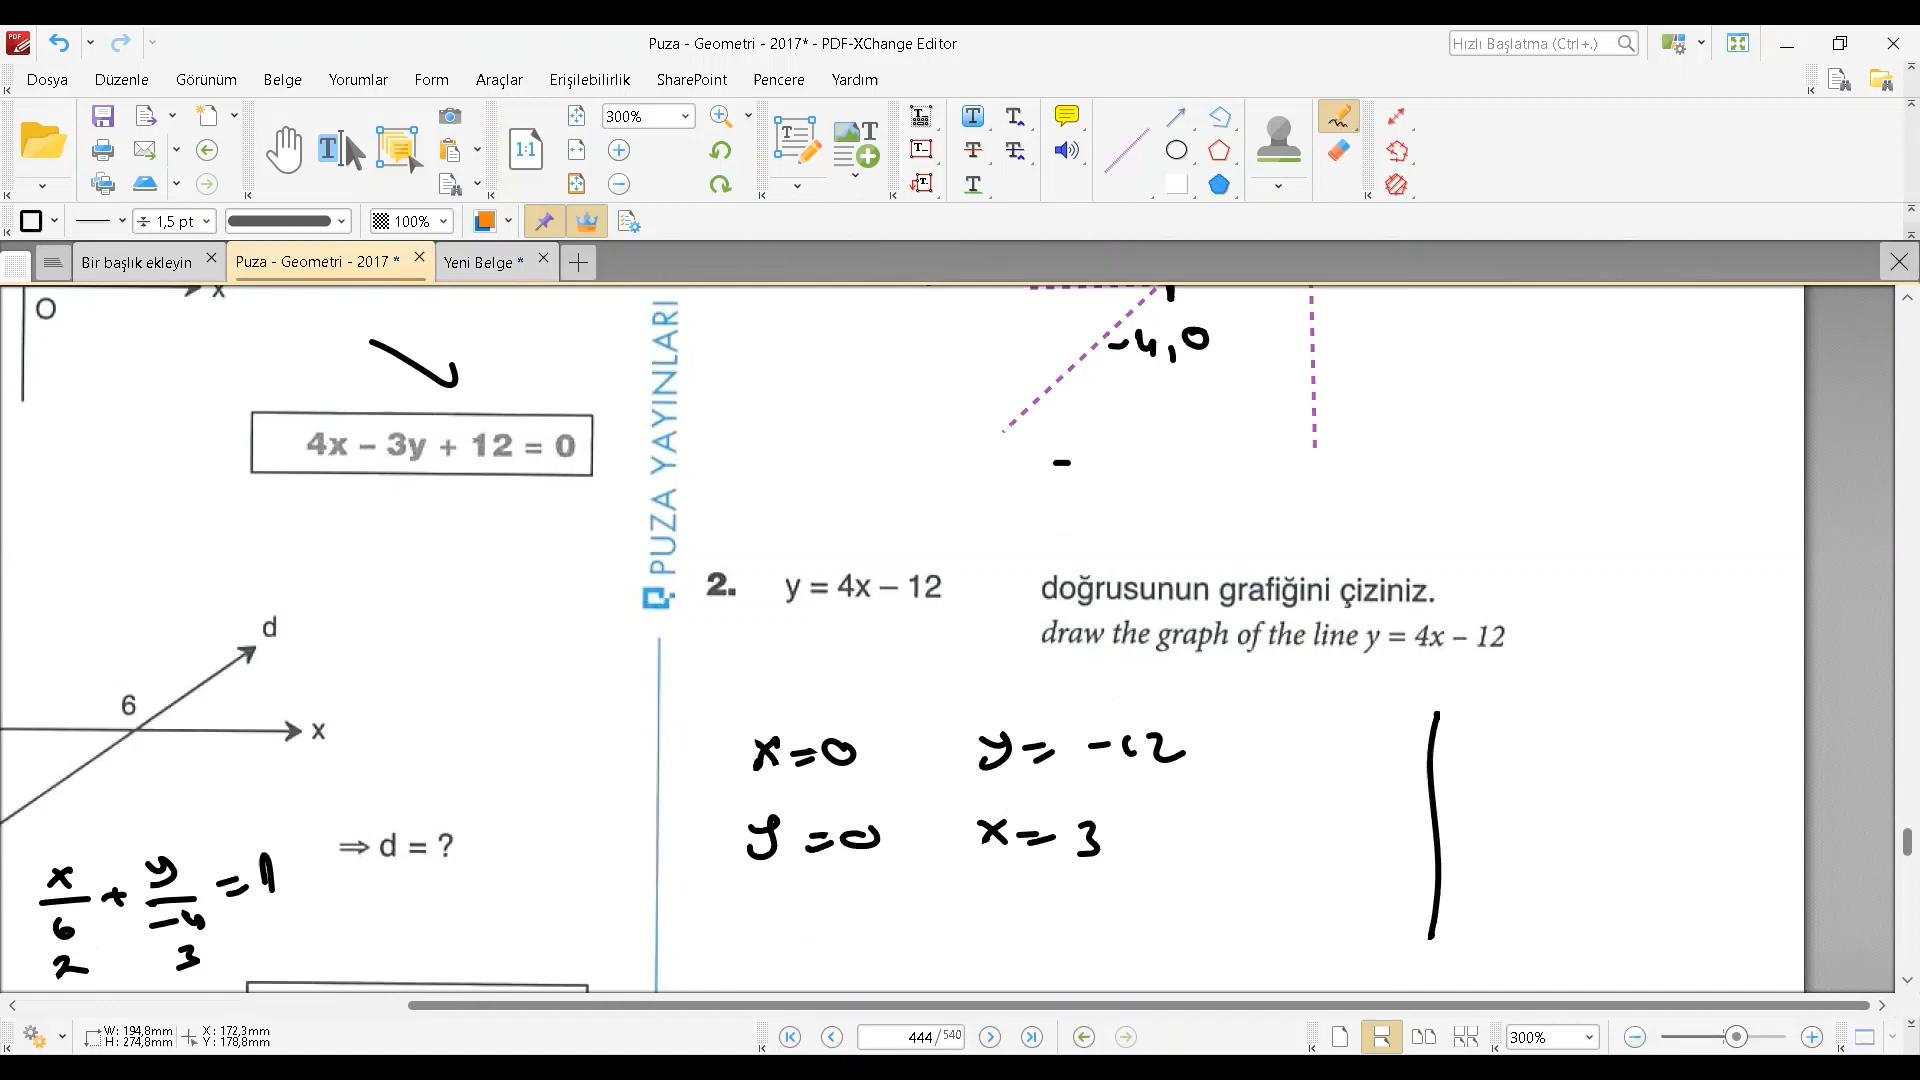 Puza - Geometri - 2017* - PDF-XChange Editor
Hızlı Başlatma (Ctrl+.)
Dosya Düzenle Görünüm Belge Yorumlar Form Araçlar Erişilebilirlik SharePoint Pencere Yardım
300%
1:1
1,5 pt
100%
Bir başlık ekleyin
Puza - Geometri - 2017 *
Yeni Belge *
O
x
4x – 3y + 12 = 0
d
6
x
⇒ d = ?
x/6 + y/-4 = 1
2 3
PUZA YAYINLARI
-4,0
-
2. y = 4x – 12 doğrusunun grafiğini çiziniz.
draw the graph of the line y = 4x – 12
x=0 y= -12
y=0 x= 3
W: 194,8mm
H: 274,8mm
X: 172,3mm
Y: 178,8mm
444 / 540
300%